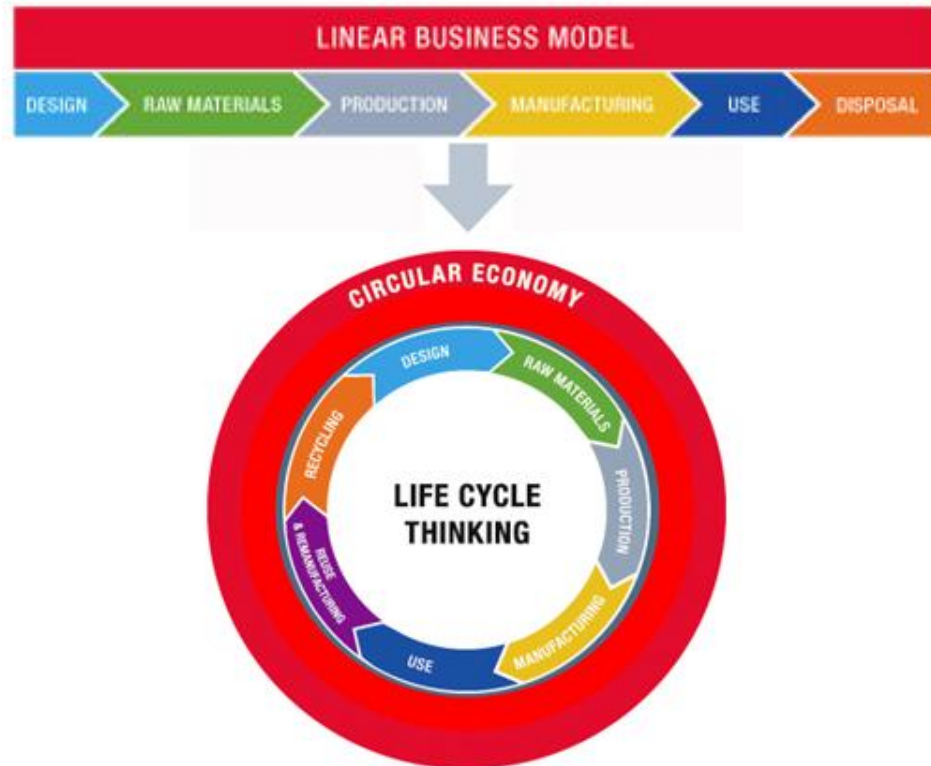 LINEAR BUSINESS MODEL
DESIGN
RAW MATERIALS
PRODUCTION
MANUFACTURING
USE
DISPOSAL
CIRCULAR ECONOMY
DESIGN
RAW MATERIALS
PRODUCTION
MANUFACTURING
USE
REUSE
& REMANUFACTURING
RECYCLING
LIFE CYCLE
THINKING